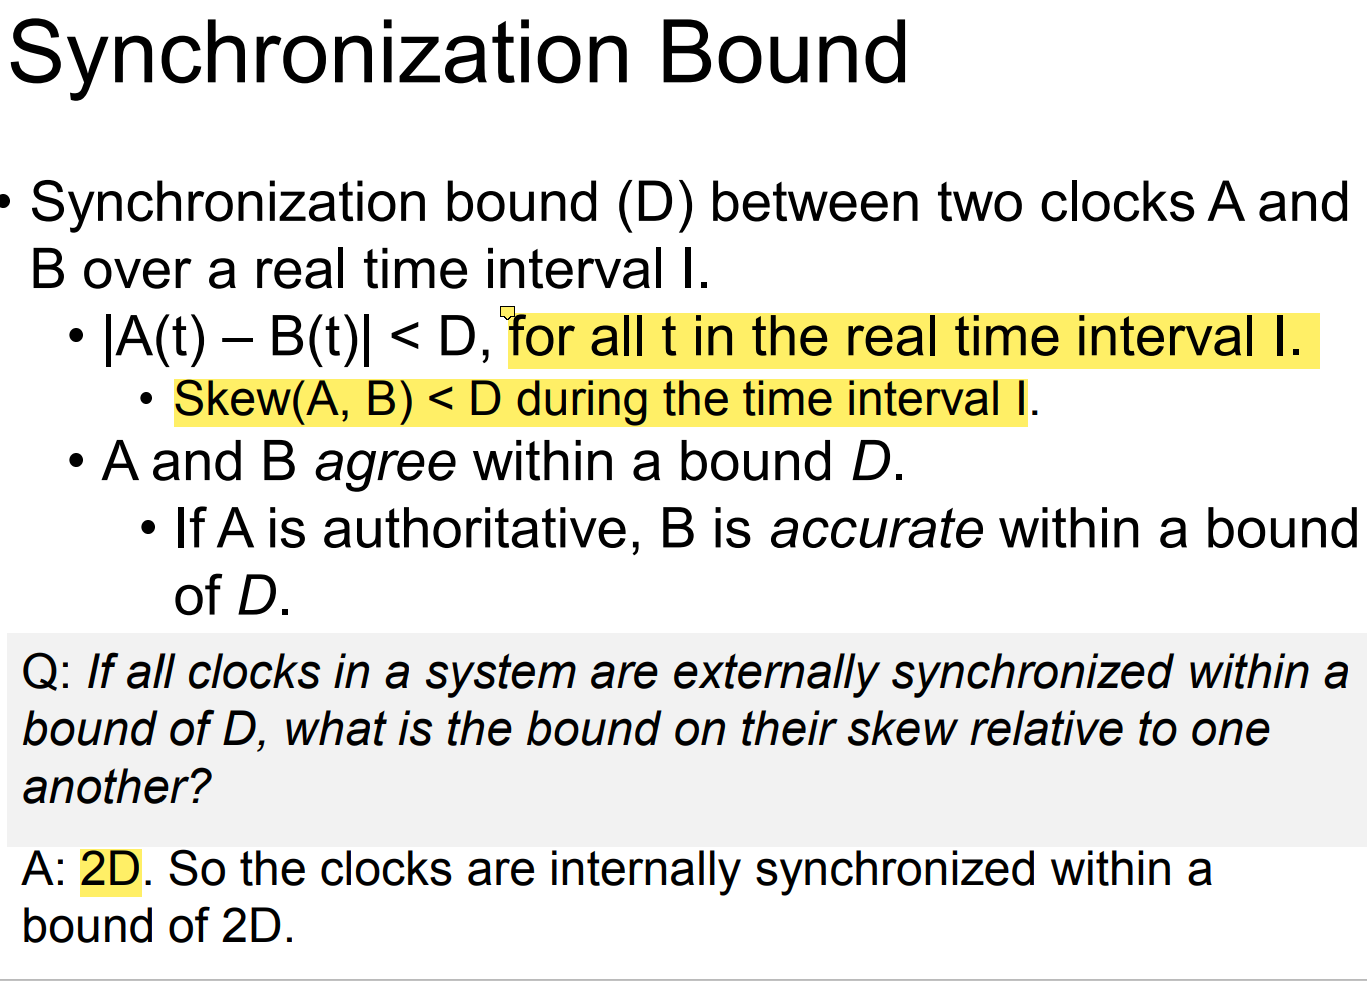 Synchronization Bound
• Synchronization bound (D) between two clocks A and
B over a real time interval I.
• |A(t) – B(t)| < D, for all t in the real time interval I.
• Skew(A, B) < D during the time interval I.
• A and B agree within a bound D.
• If A is authoritative, B is accurate within a bound
of D.
Q: If all clocks in a system are externally synchronized within a
bound of D, what is the bound on their skew relative to one
another?
A: 2D. So the clocks are internally synchronized within a
bound of 2D.